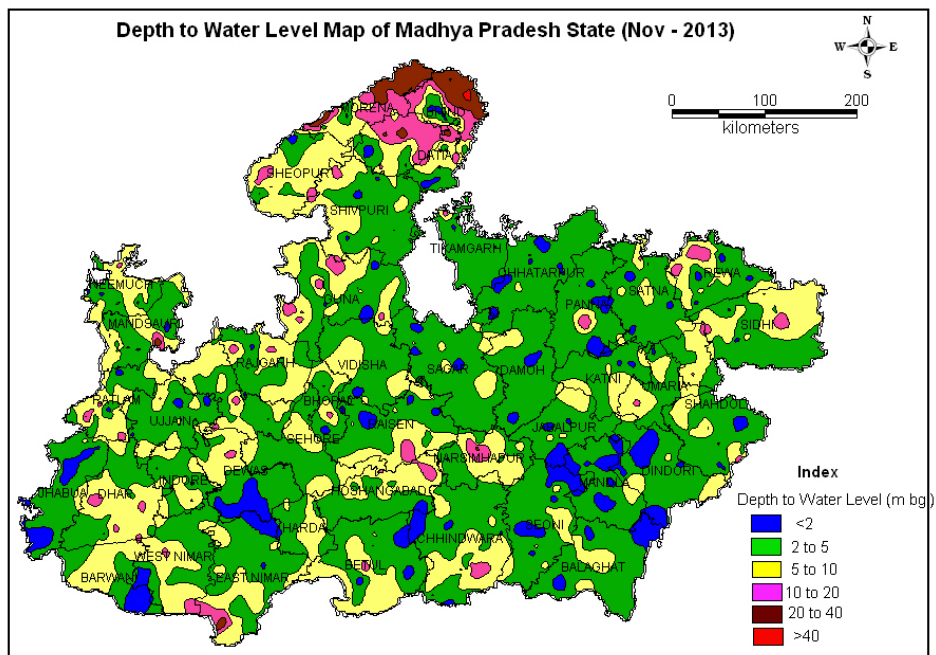 Depth to Water Level Map of Madhya Pradesh State (Nov - 2013)
N
W E
S
0 100 200
kilometers
MORENA
BHIND
DATIA
SHEOPUR
SHIVPURI
TIKAMGARH
CHHATARPUR
REWA
NEEMUCH
SATNA
GUNA
PANNA
MANDSAUR
SIDHI
RAJGARH
VIDISHA
SAGAR
DAMOH
KATNI
UMARIA
RATLAM
BHOPAL
SHAHDOL
UJJAIN
RAISEN
JABALPUR
SEHORE
NARSIMHAPUR
DEWAS
DINDORI
INDORE
MANDLA
JHABUA
DHAR
HOSHANGABAD
HARDA
SEONI
CHHINDWARA
WEST NIMAR
BETUL
BALAGHAT
BARWANI
EAST NIMAR
Index
Depth to Water Level (m bgl)
<2
2 to 5
5 to 10
10 to 20
20 to 40
>40